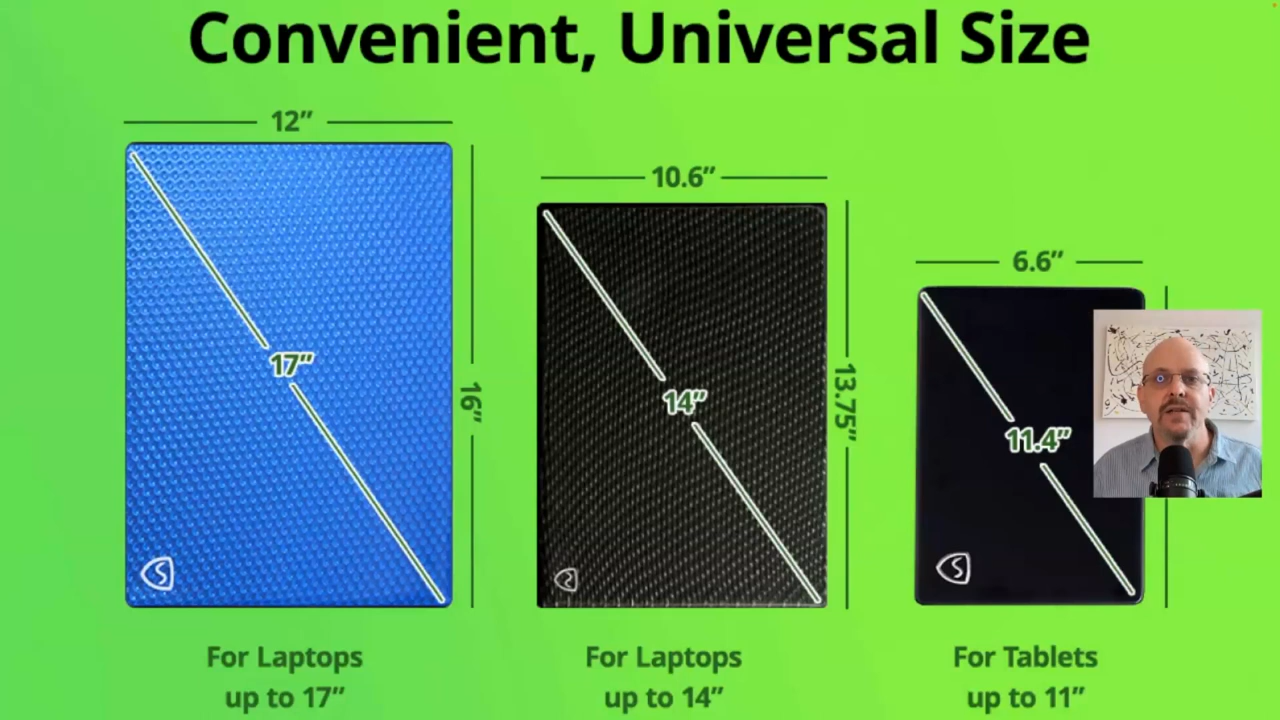 Convenient, Universal Size
12”
17”
16”
For Laptops
up to 17”
10.6”
14”
13.75”
For Laptops
up to 14”
6.6”
11.4”
For Tablets
up to 11”